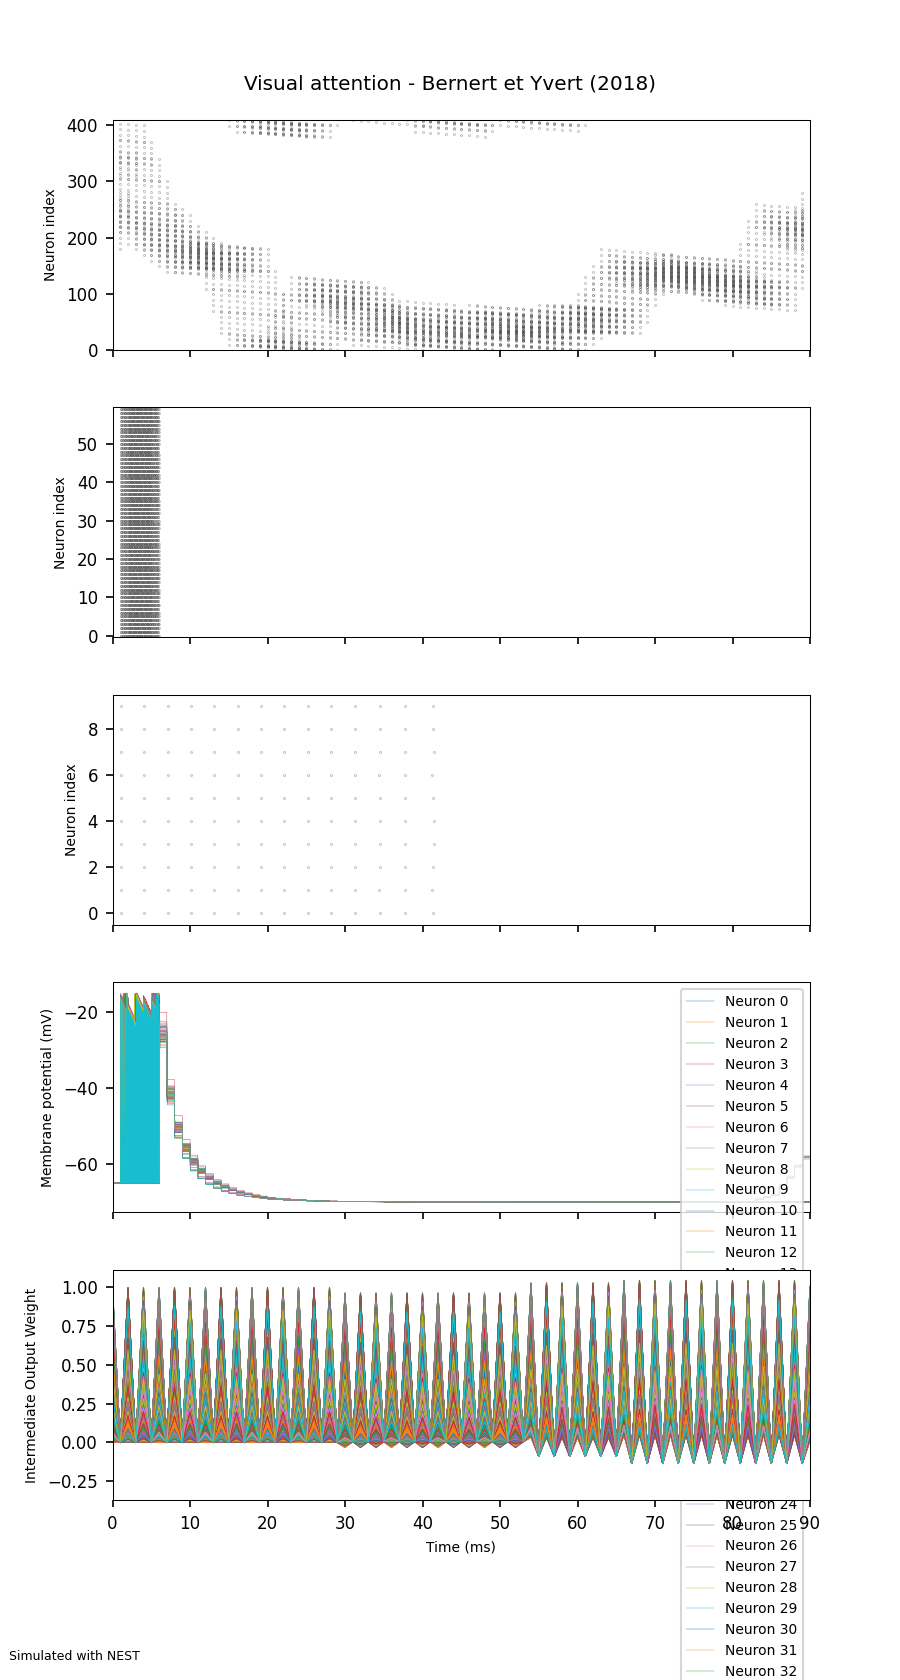 Visual attention - Bernert et Yvert (2018)
400
300
200
100
0
Neuron index
50
40
30
20
10
0
Neuron index
8
6
4
2
0
Neuron index
−20
−40
−60
Membrane potential (mV)
Neuron 0
Neuron 1
Neuron 2
Neuron 3
Neuron 4
Neuron 5
Neuron 6
Neuron 7
Neuron 8
Neuron 9
Neuron 10
Neuron 11
Neuron 12
1.00
0.75
0.50
0.25
0.00
−0.25
Intermediate Output Weight
Neuron 24
Neuron 25
Neuron 26
Neuron 27
Neuron 28
Neuron 29
Neuron 30
Neuron 31
Neuron 32
0 10 20 30 40 50 60 70 80 90
Time (ms)
Simulated with NEST